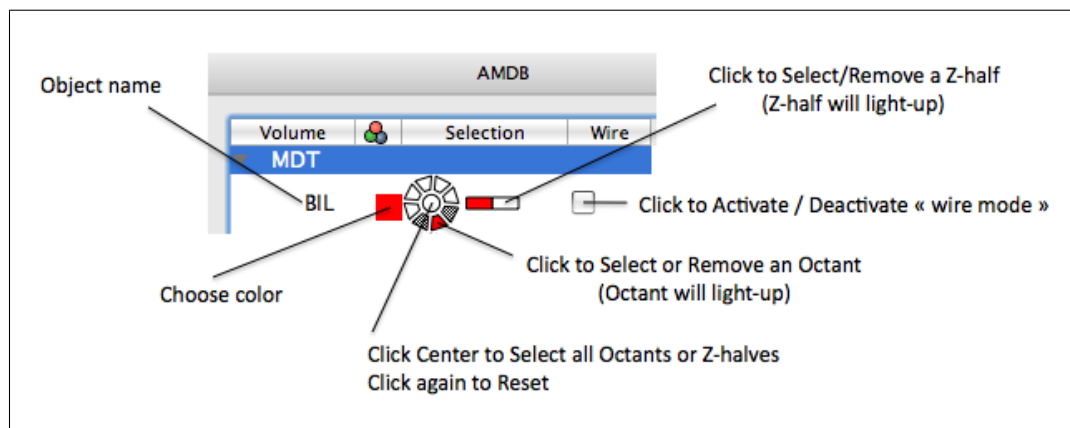 AMDB
Object name
Click to Select/Remove a Z-half
(Z-half will light-up)
Volume Selection Wire
MDT
BIL
Click to Activate / Deactivate « wire mode »
Click to Select or Remove an Octant
(Octant will light-up)
Choose color
Click Center to Select all Octants or Z-halves
Click again to Reset